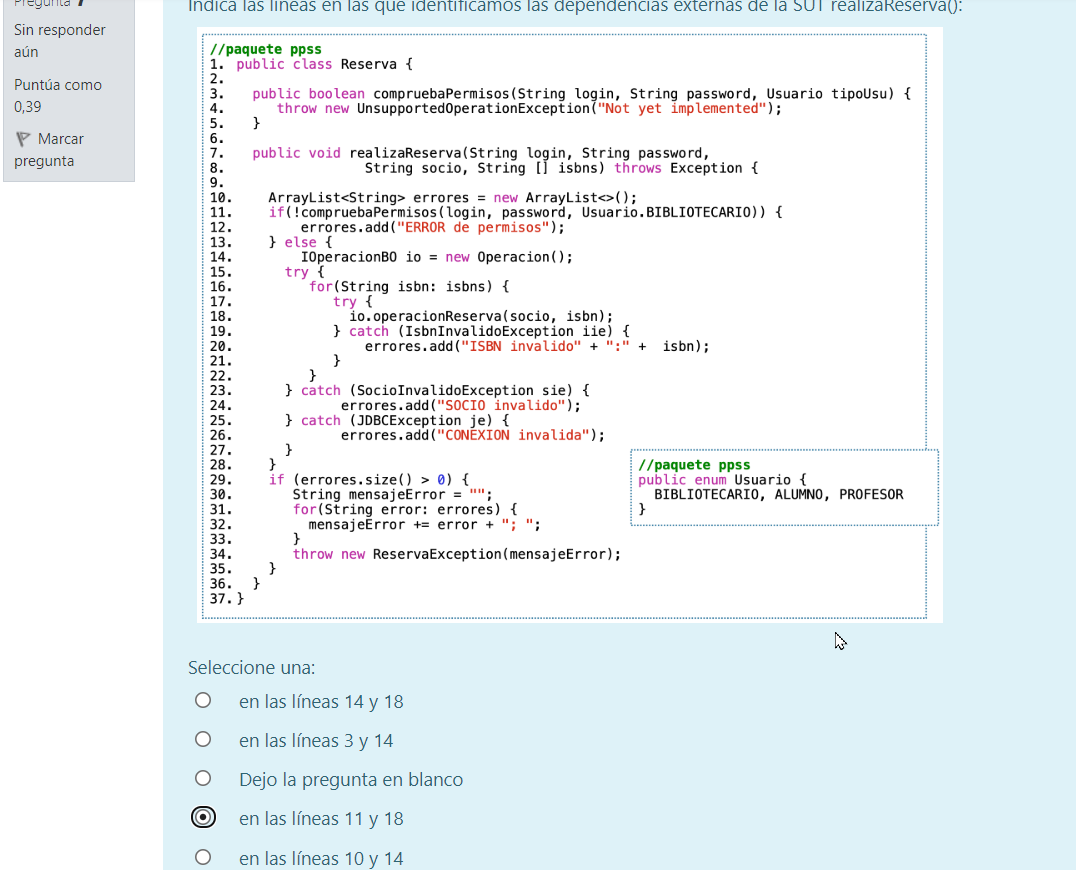 Pregunta 7
Sin responder
aún
Puntúa como
0,39
Marcar
pregunta
Indica las líneas en las que identificamos las dependencias externas de la SUT realizaReserva():
//paquete ppss
1. public class Reserva {
2.
3. public boolean compruebaPermisos(String login, String password, Usuario tipoUsu) {
4. throw new UnsupportedOperationException("Not yet implemented");
5. }
6.
7. public void realizaReserva(String login, String password,
8. String socio, String [] isbns) throws Exception {
9.
10. ArrayList<String> errores = new ArrayList<>();
11. if(!compruebaPermisos(login, password, Usuario.BIBLIOTECARIO)) {
12. errores.add("ERROR de permisos");
13. } else {
14. IOperacionBO io = new Operacion();
15. try {
16. for(String isbn: isbns) {
17. try {
18. io.operacionReserva(socio, isbn);
19. } catch (IsbnInvalidoException iie) {
20. errores.add("ISBN invalido" + ":" + isbn);
21. }
22. }
23. } catch (SocioInvalidoException sie) {
24. errores.add("SOCIO invalido");
25. } catch (JDBCException je) {
26. errores.add("CONEXION invalida");
27. }
28. }
29. if (errores.size() > 0) {
30. String mensajeError = "";
31. for(String error: errores) {
32. mensajeError += error + "; ";
33. }
34. throw new ReservaException(mensajeError);
35. }
36. }
37. }
//paquete ppss
public enum Usuario {
BIBLIOTECARIO, ALUMNO, PROFESOR
}
Seleccione una:
en las líneas 14 y 18
en las líneas 3 y 14
Dejo la pregunta en blanco
en las líneas 11 y 18
en las líneas 10 y 14